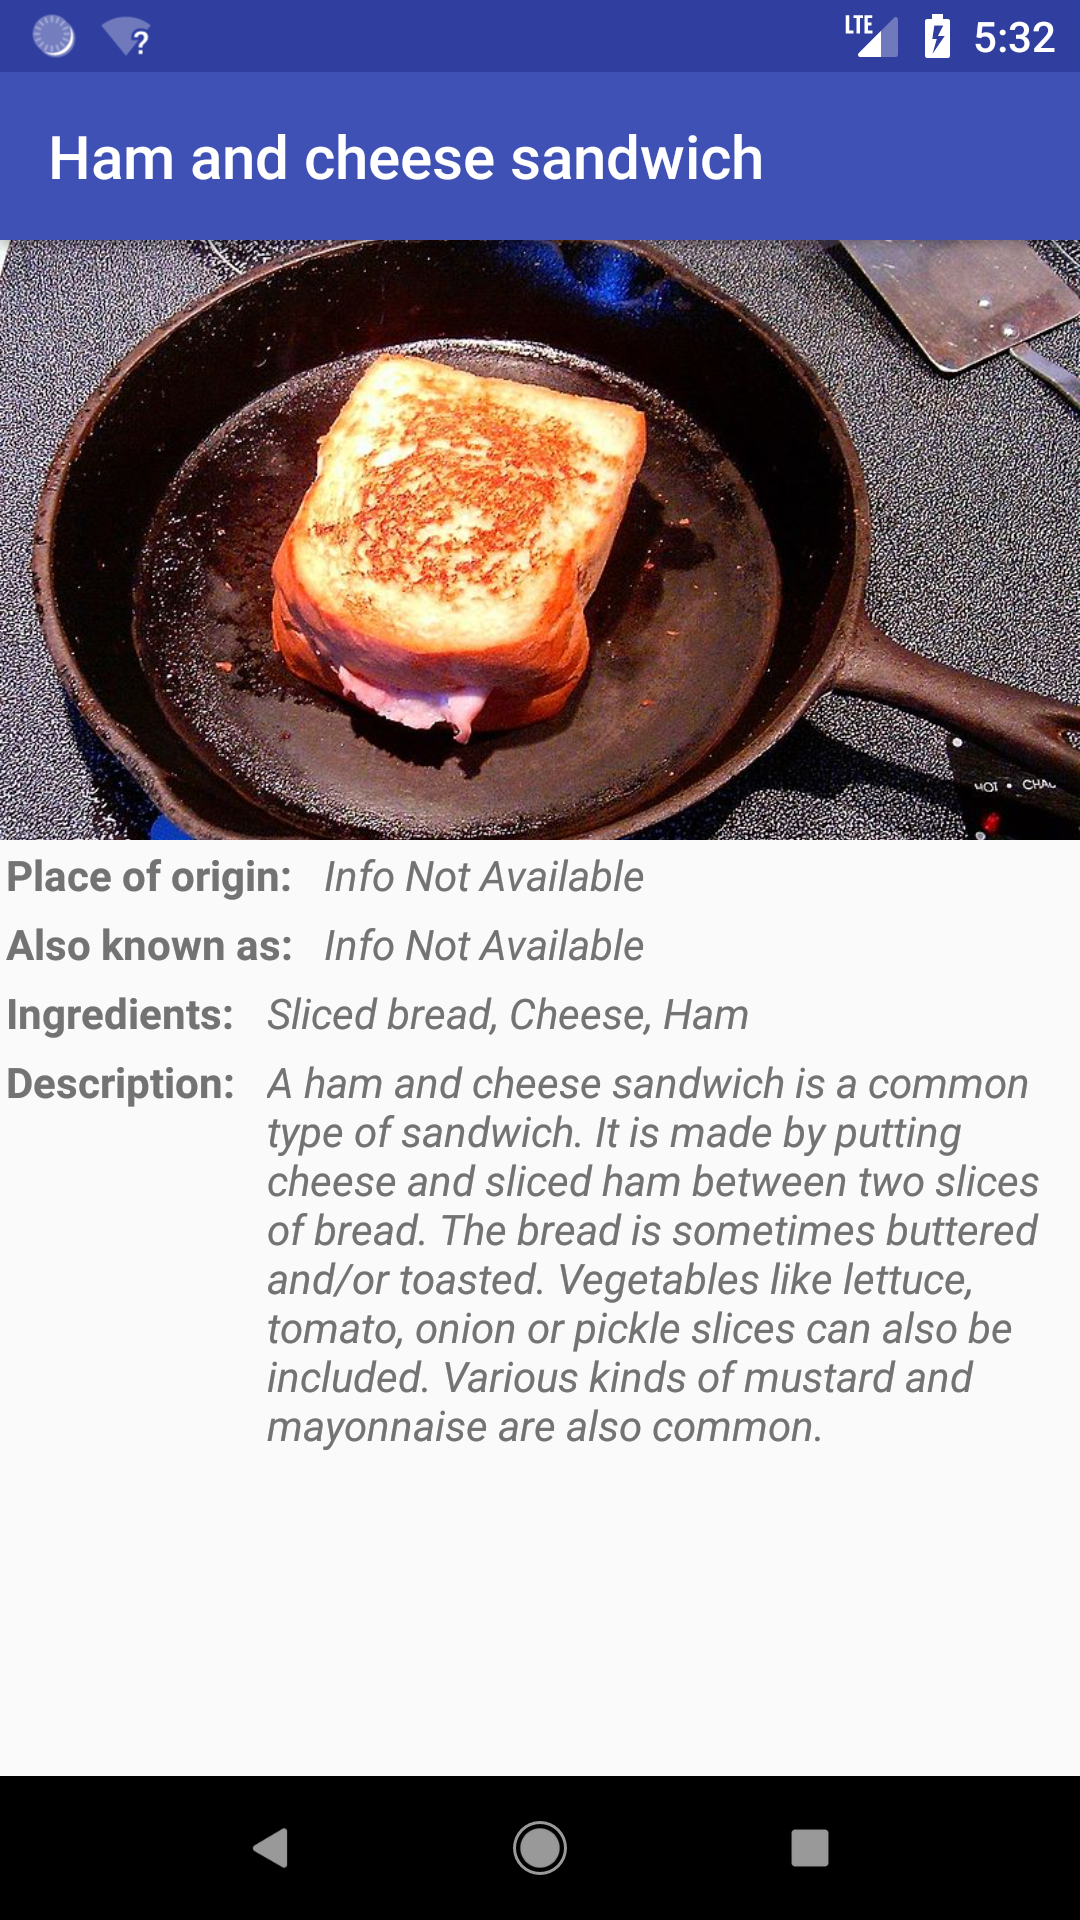 LTE 5:32
?
Ham and cheese sandwich
HOT •
Place of origin: Info Not Available
Also known as: Info Not Available
Ingredients: Sliced bread, Cheese, Ham
Description: A ham and cheese sandwich is a common
type of sandwich. It is made by putting
cheese and sliced ham between two slices
of bread. The bread is sometimes buttered
and/or toasted. Vegetables like lettuce,
tomato, onion or pickle slices can also be
included. Various kinds of mustard and
mayonnaise are also common.